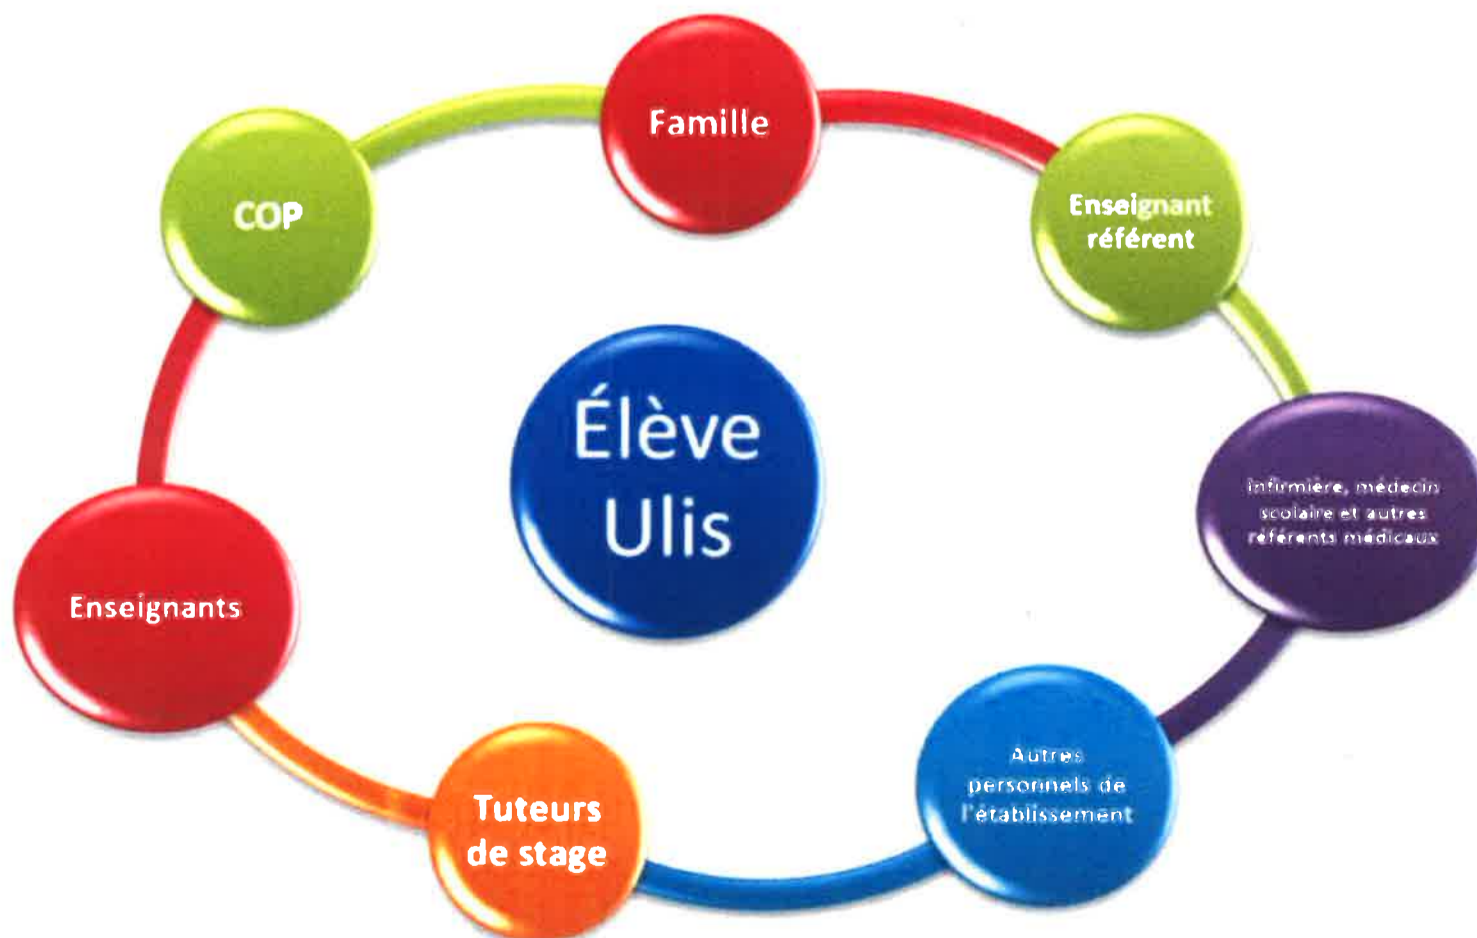 Famille
COP
Enseignant
référent
Élève
Ulis
Infirmière, médecin
scolaire et autres
référents médicaux
Enseignants
Autres
personnels de
l'établissement
Tuteurs
de stage